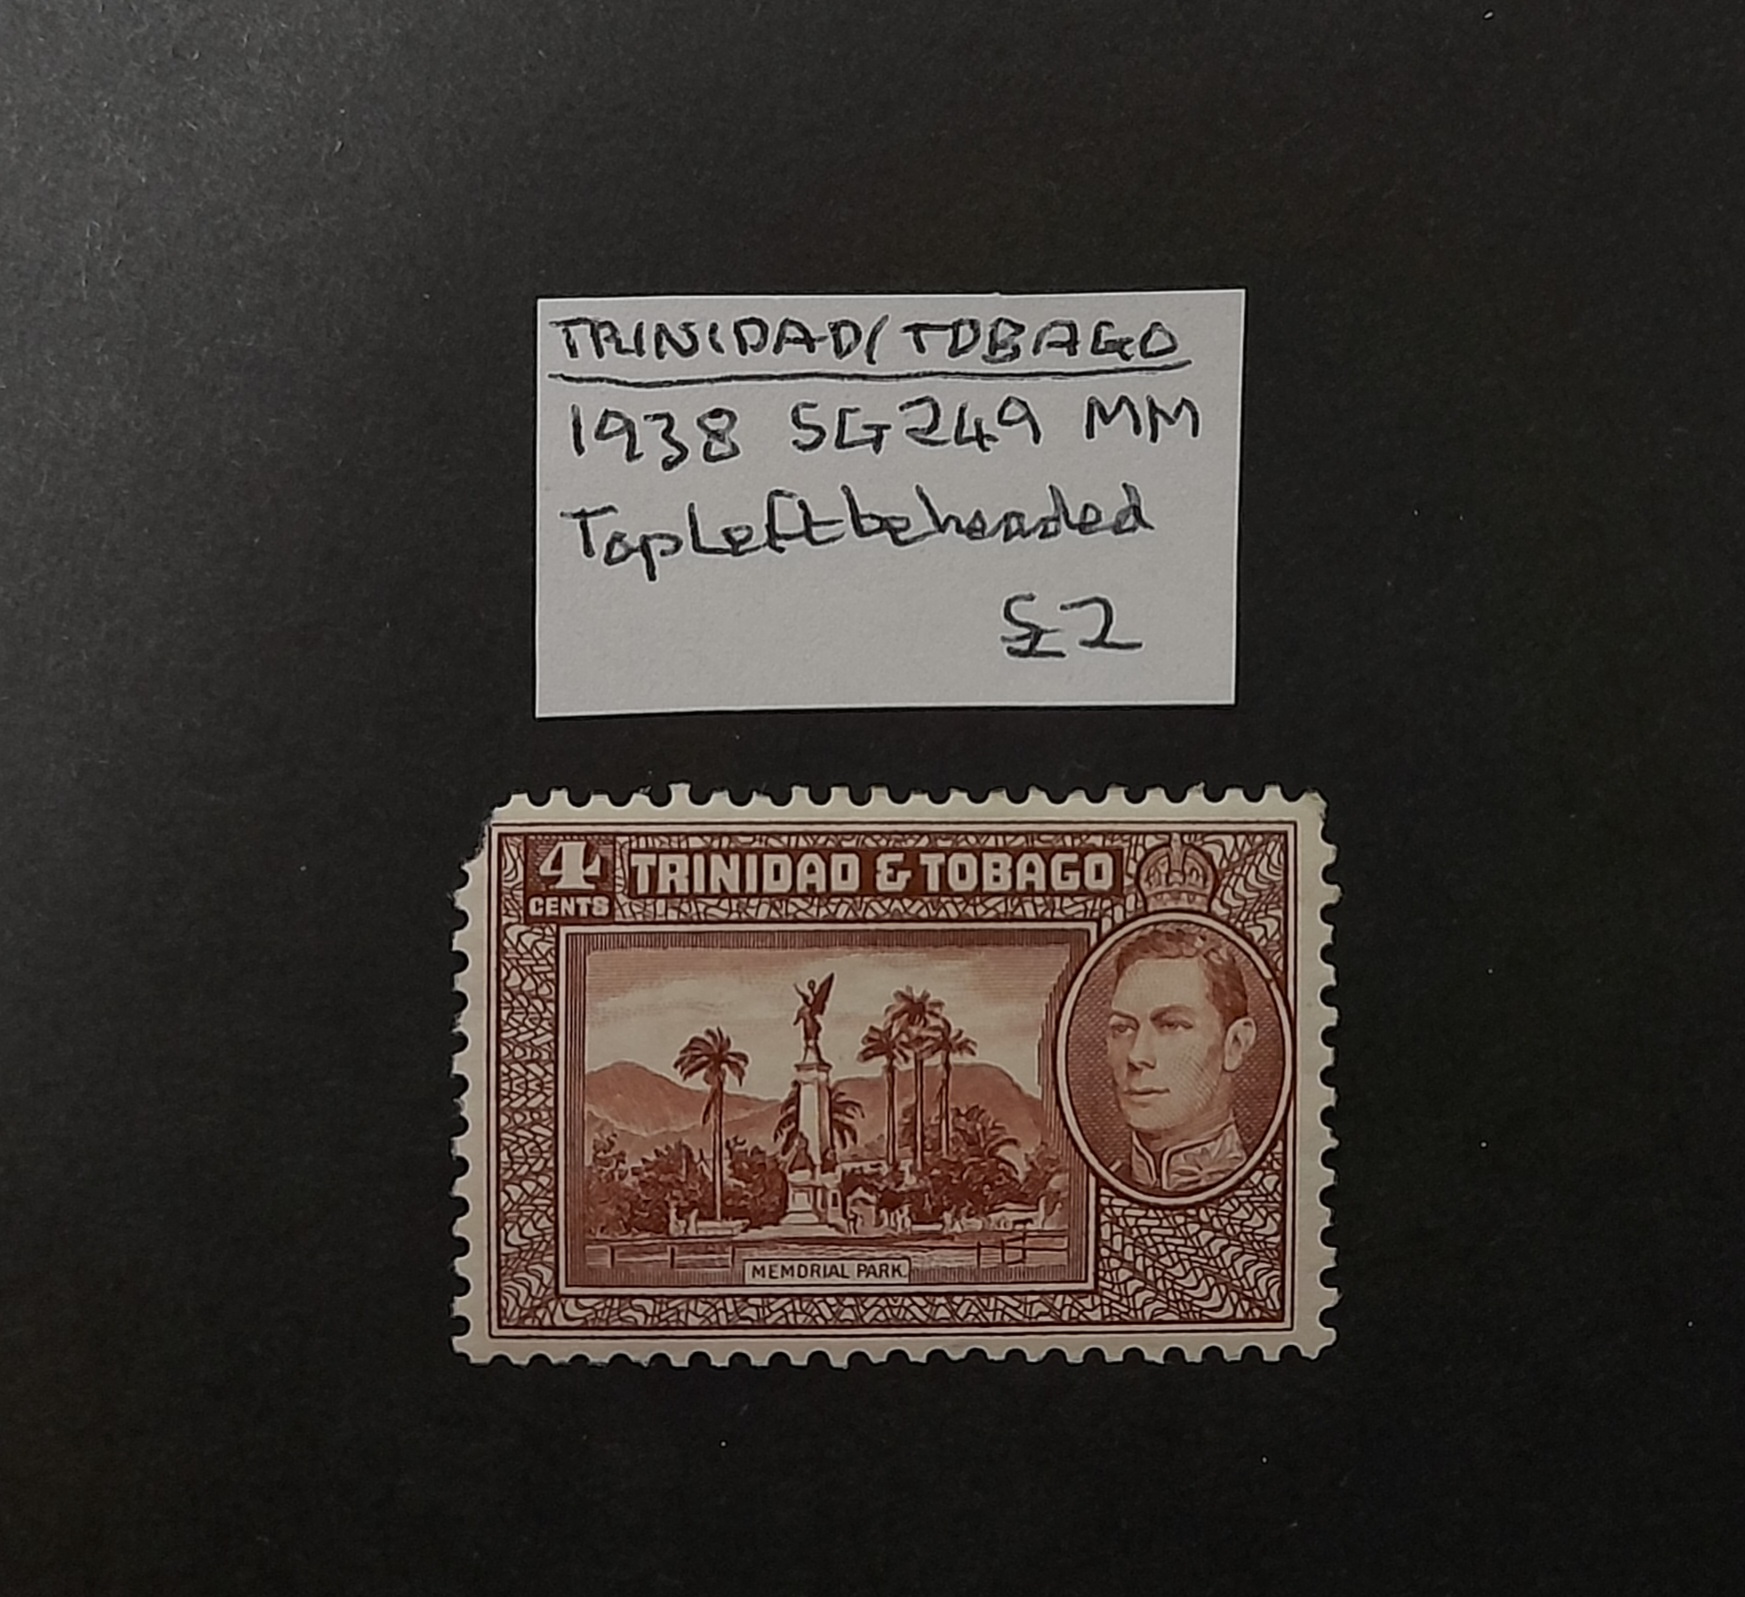 TRINIDAD/TOBAGO
1938 SG249 MM
Top Left beheaded
£2
4 TRINIDAD & TOBAGO
CENTS
MEMORIAL PARK